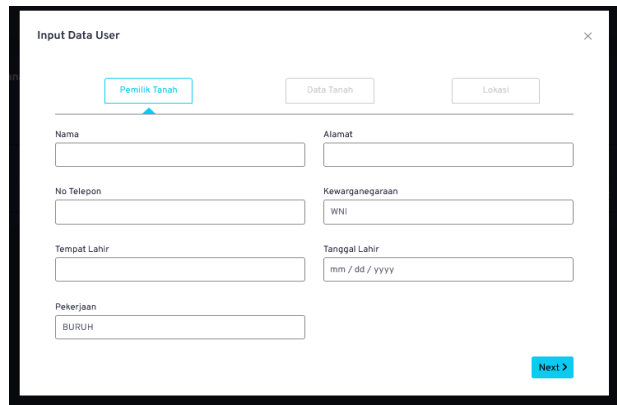 Input Data User
an
Pemilik Tanah
Data Tanah
Lokasi
Nama
Alamat
No Telepon
Kewarganegaraan
WNI
Tempat Lahir
Tanggal Lahir
mm / dd / yyyy
Pekerjaan
BURUH
Next